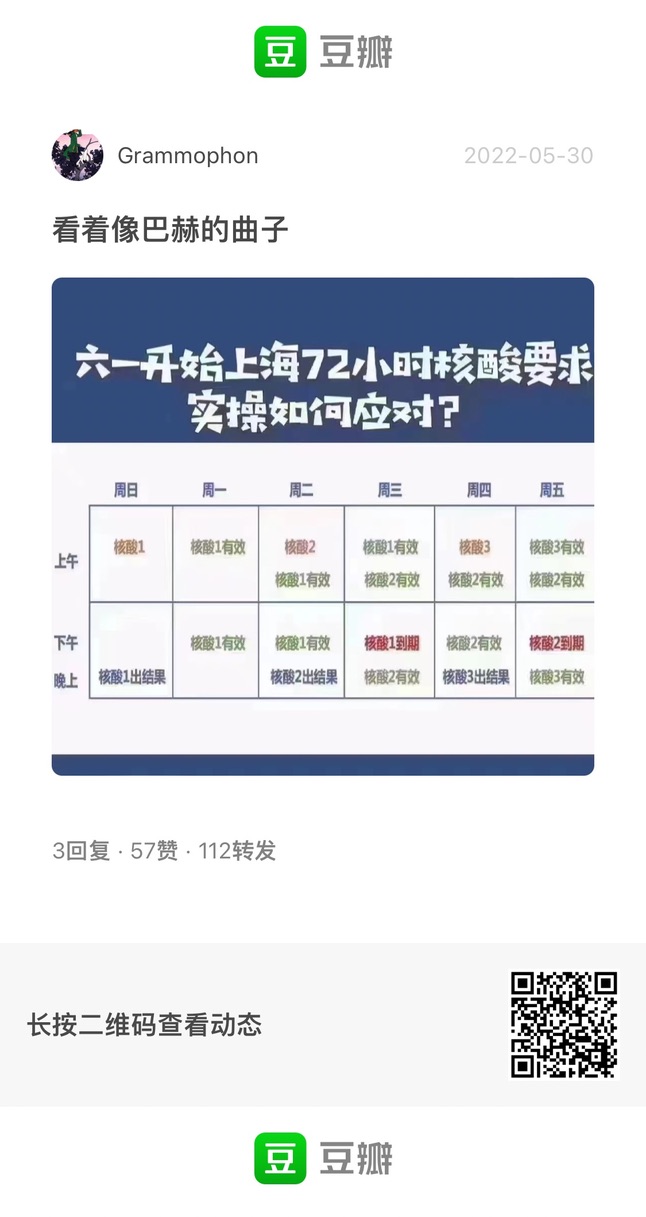 豆 豆瓣
Grammophon 2022-05-30
看着像巴赫的曲子
六一开始上海72小时核酸要求
实操如何应对?
周日 周一 周二 周三 周四 周五
上午 核酸1 核酸1有效 核酸2 核酸1有效 核酸3 核酸3有效
核酸1有效 核酸2有效 核酸2有效 核酸2有效
下午 核酸1有效 核酸1有效 核酸1到期 核酸2有效 核酸2到期
晚上 核酸1出结果 核酸2出结果 核酸2有效 核酸3出结果 核酸3有效
3回复 · 57赞 · 112转发
长按二维码查看动态
豆 豆瓣